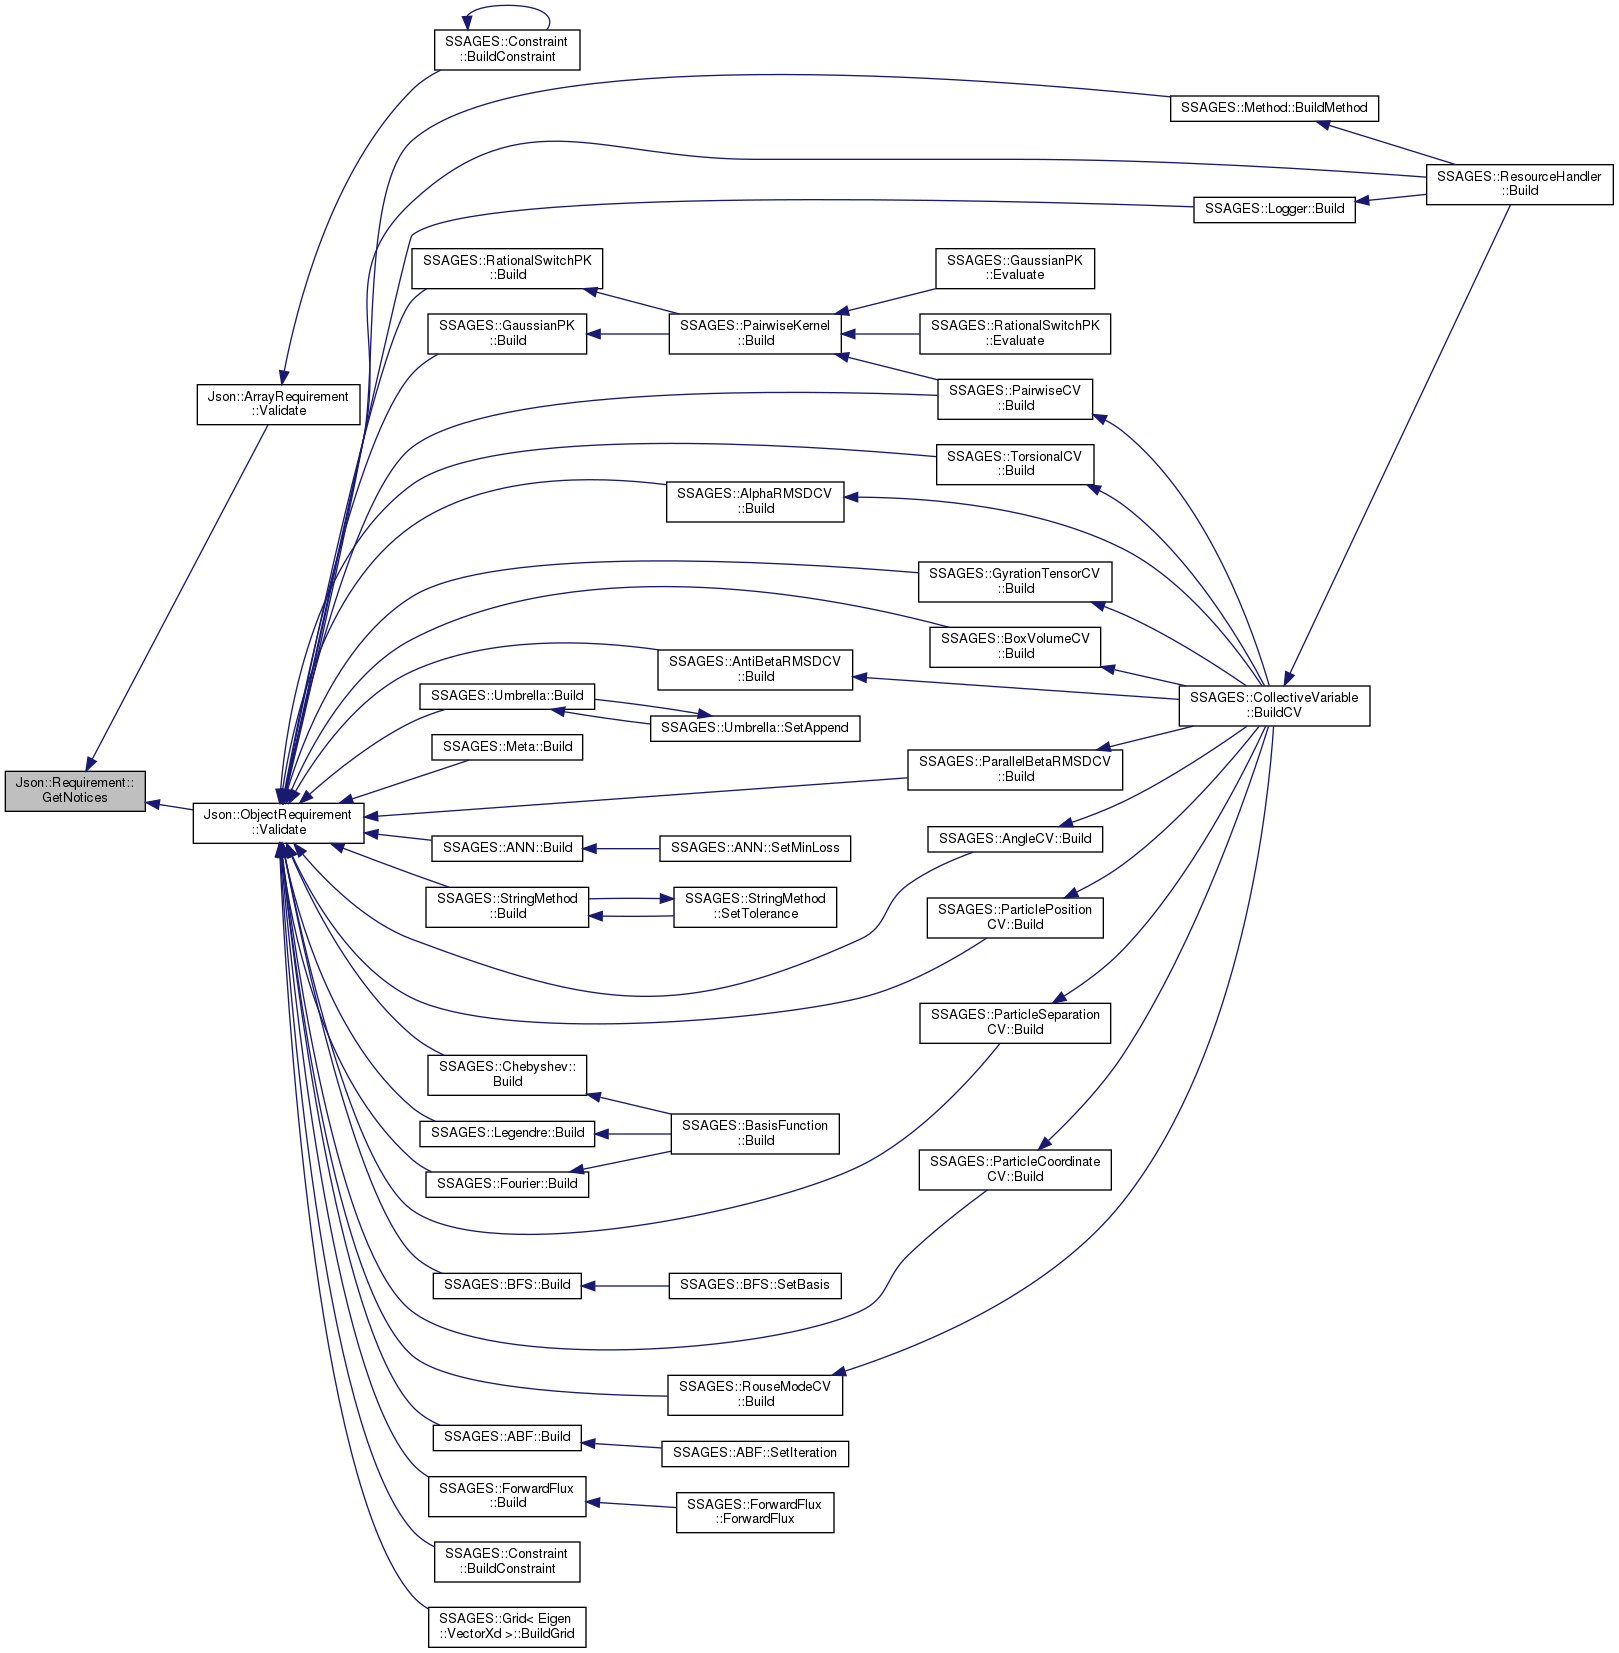 SSAGES::Constraint
::BuildConstraint
SSAGES::Method::BuildMethod
SSAGES::ResourceHandler
::Build
SSAGES::Logger::Build
SSAGES::RationalSwitchPK
::Build
SSAGES::GaussianPK
::Evaluate
SSAGES::GaussianPK
::Build
SSAGES::PairwiseKernel
::Build
SSAGES::RationalSwitchPK
::Evaluate
Json::ArrayRequirement
::Validate
SSAGES::PairwiseCV
::Build
SSAGES::TorsionalCV
::Build
SSAGES::AlphaRMSDCV
::Build
SSAGES::GyrationTensorCV
::Build
SSAGES::BoxVolumeCV
::Build
SSAGES::AntiBetaRMSDCV
::Build
SSAGES::Umbrella::Build
SSAGES::CollectiveVariable
::BuildCV
SSAGES::Umbrella::SetAppend
SSAGES::Meta::Build
SSAGES::ParallelBetaRMSDCV
::Build
Json::Requirement::
GetNotices
Json::ObjectRequirement
::Validate
SSAGES::AngleCV::Build
SSAGES::ANN::Build
SSAGES::ANN::SetMinLoss
SSAGES::StringMethod
::Build
SSAGES::StringMethod
::SetTolerance
SSAGES::ParticlePosition
CV::Build
SSAGES::ParticleSeparation
CV::Build
SSAGES::Chebyshev::
Build
SSAGES::Legendre::Build
SSAGES::BasisFunction
::Build
SSAGES::Fourier::Build
SSAGES::ParticleCoordinate
CV::Build
SSAGES::BFS::Build
SSAGES::BFS::SetBasis
SSAGES::RouseModeCV
::Build
SSAGES::ABF::Build
SSAGES::ABF::SetIteration
SSAGES::ForwardFlux
::Build
SSAGES::ForwardFlux
::ForwardFlux
SSAGES::Constraint
::BuildConstraint
SSAGES::Grid< Eigen
::VectorXd >::BuildGrid